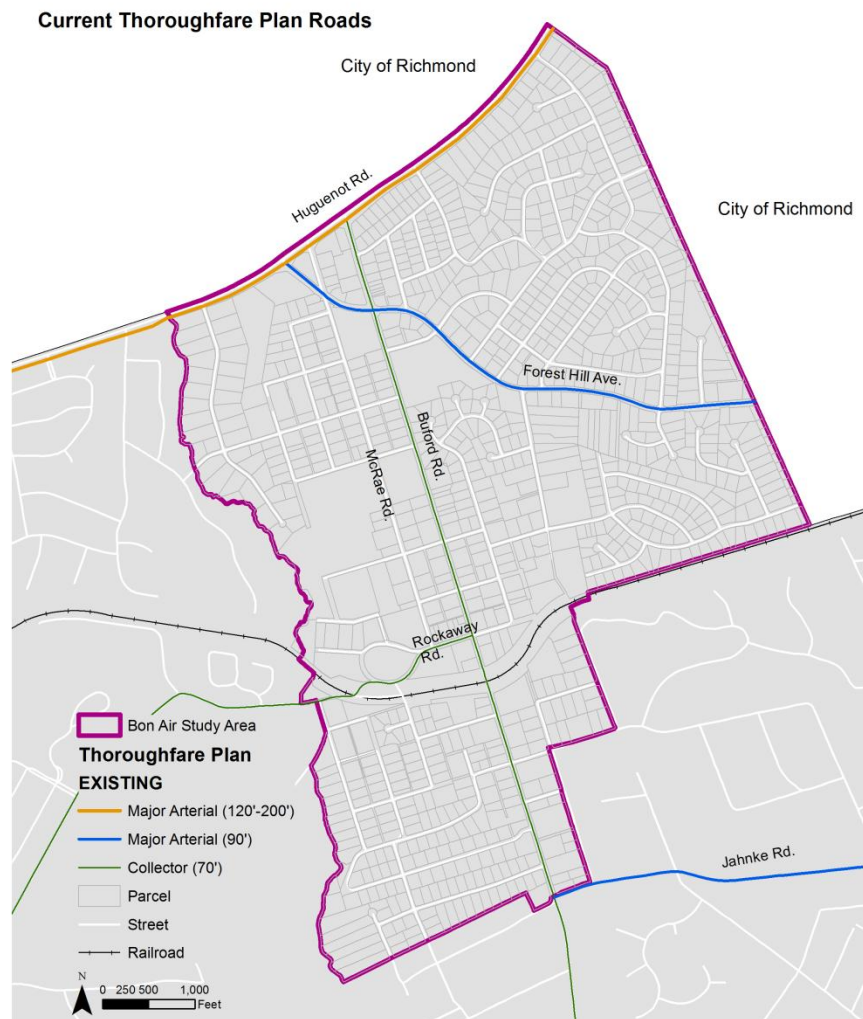 Current Thoroughfare Plan Roads
City of Richmond
Huguenot Rd.
City of Richmond
Forest Hill Ave.
Buford Rd.
McRae Rd.
Rockaway
Rd.
Bon Air Study Area
Thoroughfare Plan
EXISTING
Major Arterial (120'-200')
Major Arterial (90')
Jahnke Rd.
Collector (70')
Parcel
Street
Railroad
N
0 250 500 1,000
Feet